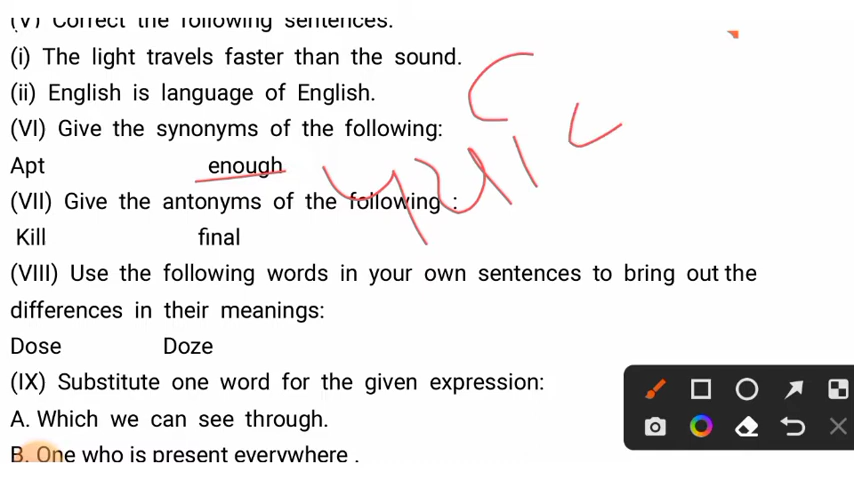 (V) Correct the following sentences.
(i) The light travels faster than the sound.
(ii) English is language of English.
(VI) Give the synonyms of the following:
Apt enough
(VII) Give the antonyms of the following :
Kill final
(VIII) Use the following words in your own sentences to bring out the
differences in their meanings:
Dose Doze
(IX) Substitute one word for the given expression:
A. Which we can see through.
B. One who is present everywhere .